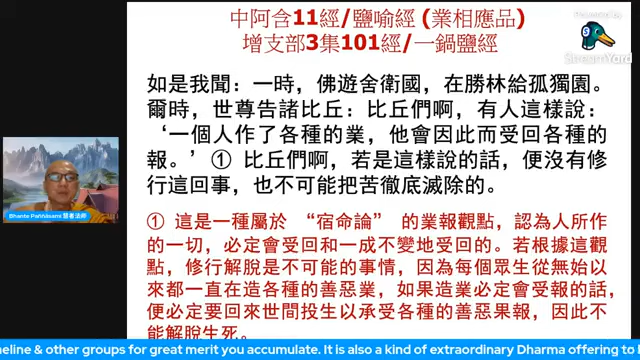 中阿含11經/鹽喻經 (業相應品)
增支部3集101經/一鍋鹽經
Powered by
StreamYard
如是我聞：一時，佛遊舍衛國，在勝林給孤獨園。
爾時，世尊告諸比丘：比丘們啊，有人這樣說：
‘一個人作了各種的業，他會因此而受回各種的
報。’① 比丘們啊，若是這樣說的話，便沒有修
行這回事，也不可能把苦徹底滅除的。
① 這是一種屬於 “宿命論” 的業報觀點，認為人所作
的一切，必定會受回和一成不變地受回的。若根據這觀
點，修行解脫是不可能的事情，因為每個眾生從無始以
來都一直在造各種的善惡業，如果造業必定會受報的話，
便必定要回來世間投生以承受各種的善惡果報，因此不
能解脫生死。
Bhante Paññāsami 慧者法师
neline & other groups for great merit you accumulate. It is also a kind of extraordinary Dharma offering to